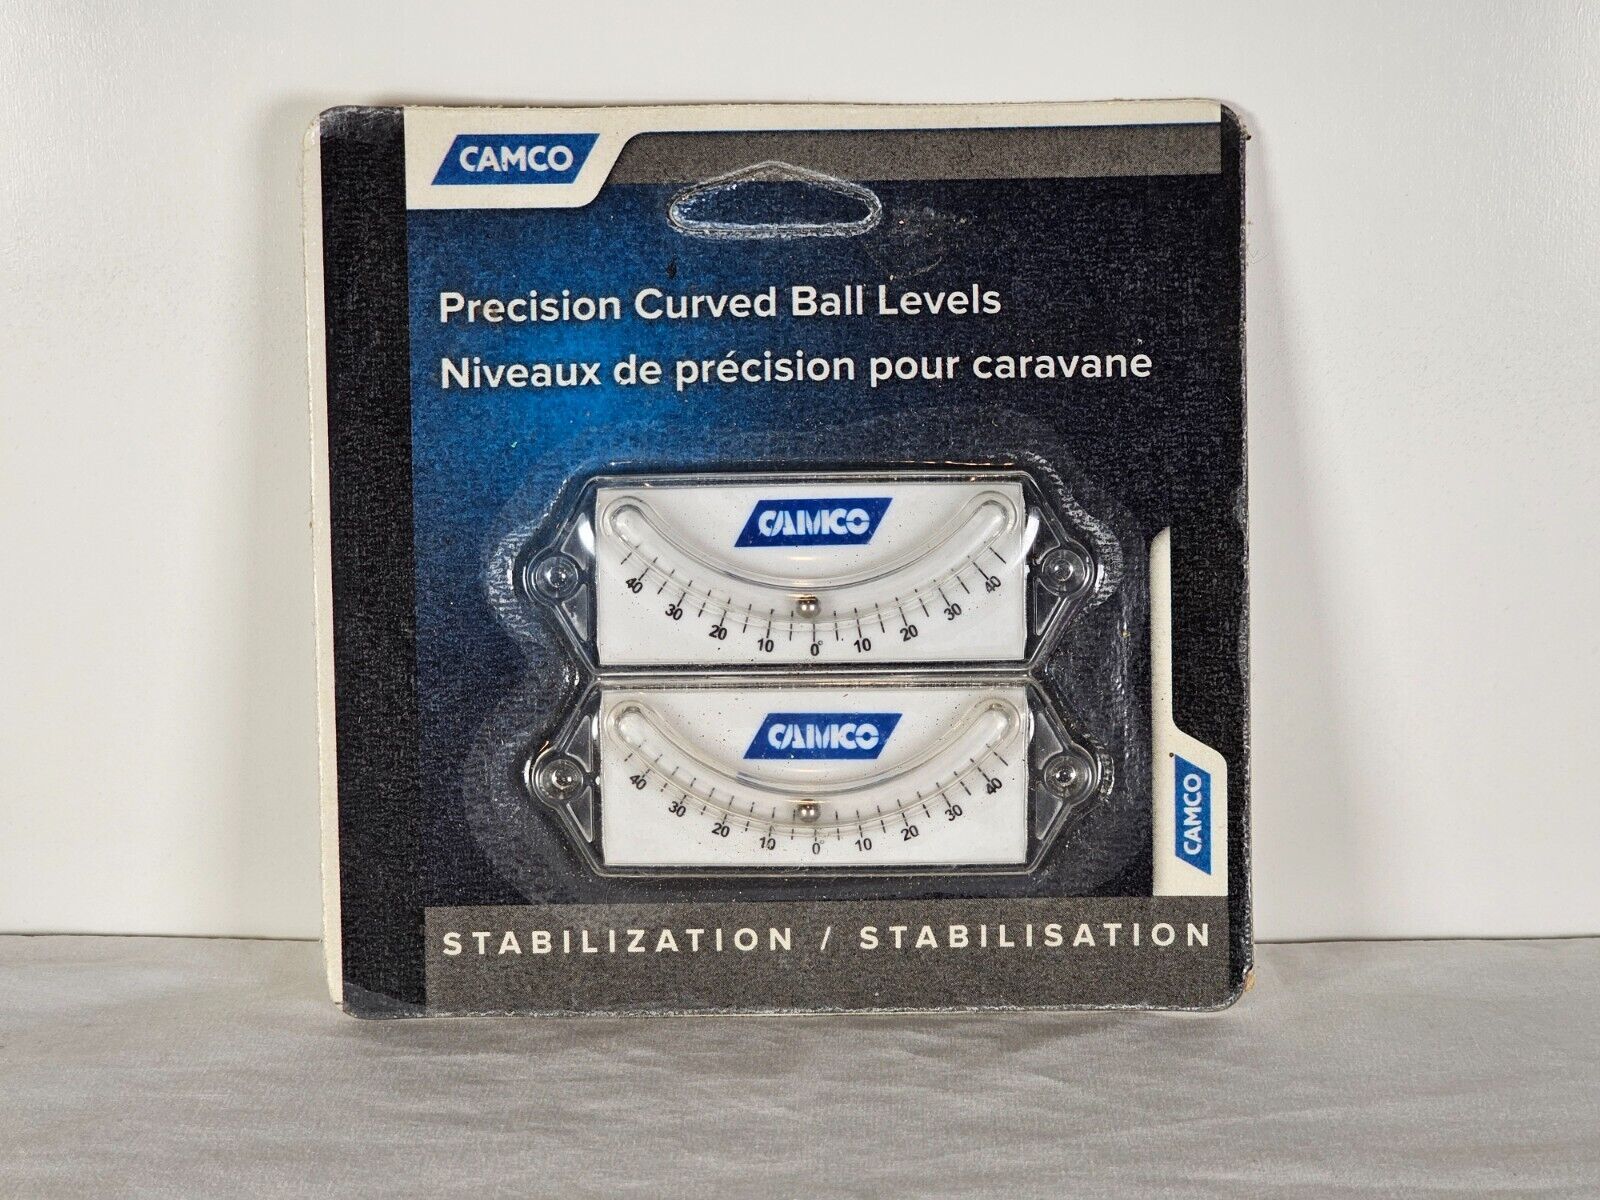 CAMCO
Precision Curved Ball Levels
Niveaux de précision pour caravane
CAMCO
40 30 20 10 0° 10 20 30 40
CAMCO
40 30 20 10 0° 10 20 30 40
CAMCO
STABILIZATION / STABILISATION